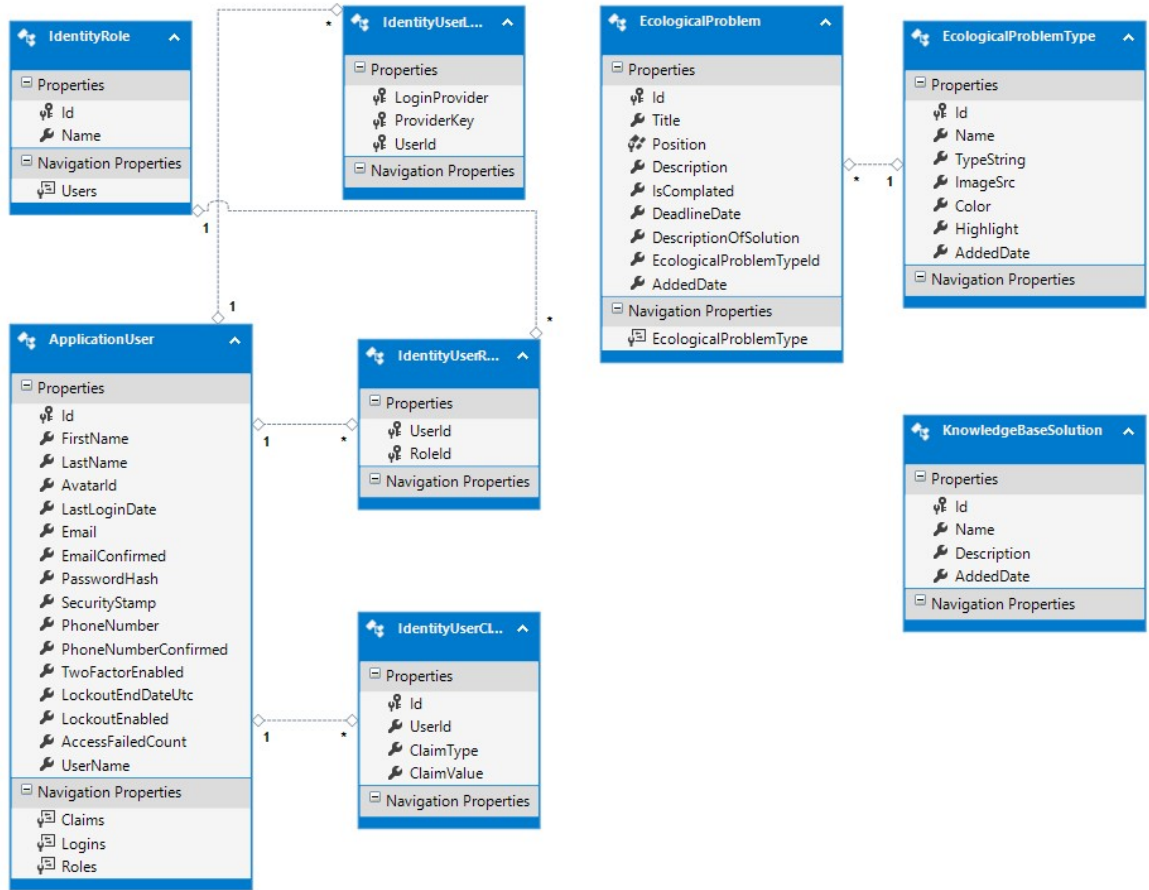 IdentityRole
Properties
Id
Name
Navigation Properties
Users
1
*
IdentityUserL...
Properties
LoginProvider
ProviderKey
UserId
Navigation Properties
EcologicalProblem
Properties
Id
Title
Position
Description
IsComplated
DeadlineDate
DescriptionOfSolution
EcologicalProblemTypeId
AddedDate
Navigation Properties
EcologicalProblemType
* 1
EcologicalProblemType
Properties
Id
Name
TypeString
ImageSrc
Color
Highlight
AddedDate
Navigation Properties
1
ApplicationUser
Properties
Id
FirstName
LastName
AvatarId
LastLoginDate
Email
EmailConfirmed
PasswordHash
SecurityStamp
PhoneNumber
PhoneNumberConfirmed
TwoFactorEnabled
LockoutEndDateUtc
LockoutEnabled
AccessFailedCount
UserName
Navigation Properties
Claims
Logins
Roles
*
1 *
IdentityUserR...
Properties
UserId
RoleId
Navigation Properties
1 *
IdentityUserCl...
Properties
Id
UserId
ClaimType
ClaimValue
Navigation Properties
KnowledgeBaseSolution
Properties
Id
Name
Description
AddedDate
Navigation Properties